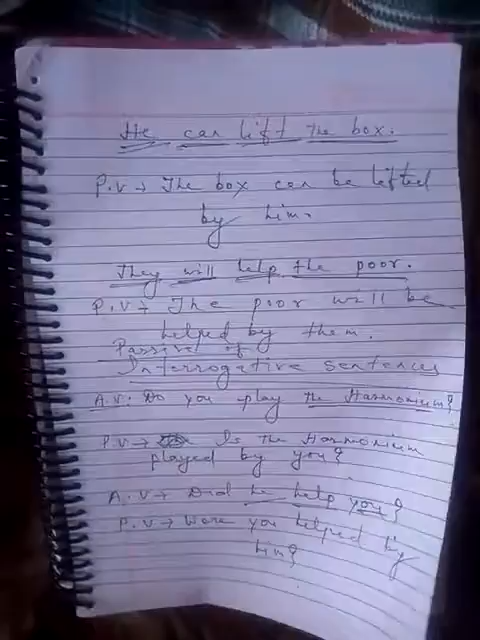 He can lift the box.
P.V → The box can be lifted
by him.
They will help the poor.
P.V → The poor will be
helped by them.
Passive of
Interrogative sentences
A.V: Do you play the Harmonium?
P.V → Is the Harmonium
played by you?
A.V → Did he help you?
P.V → Were you helped by
him?